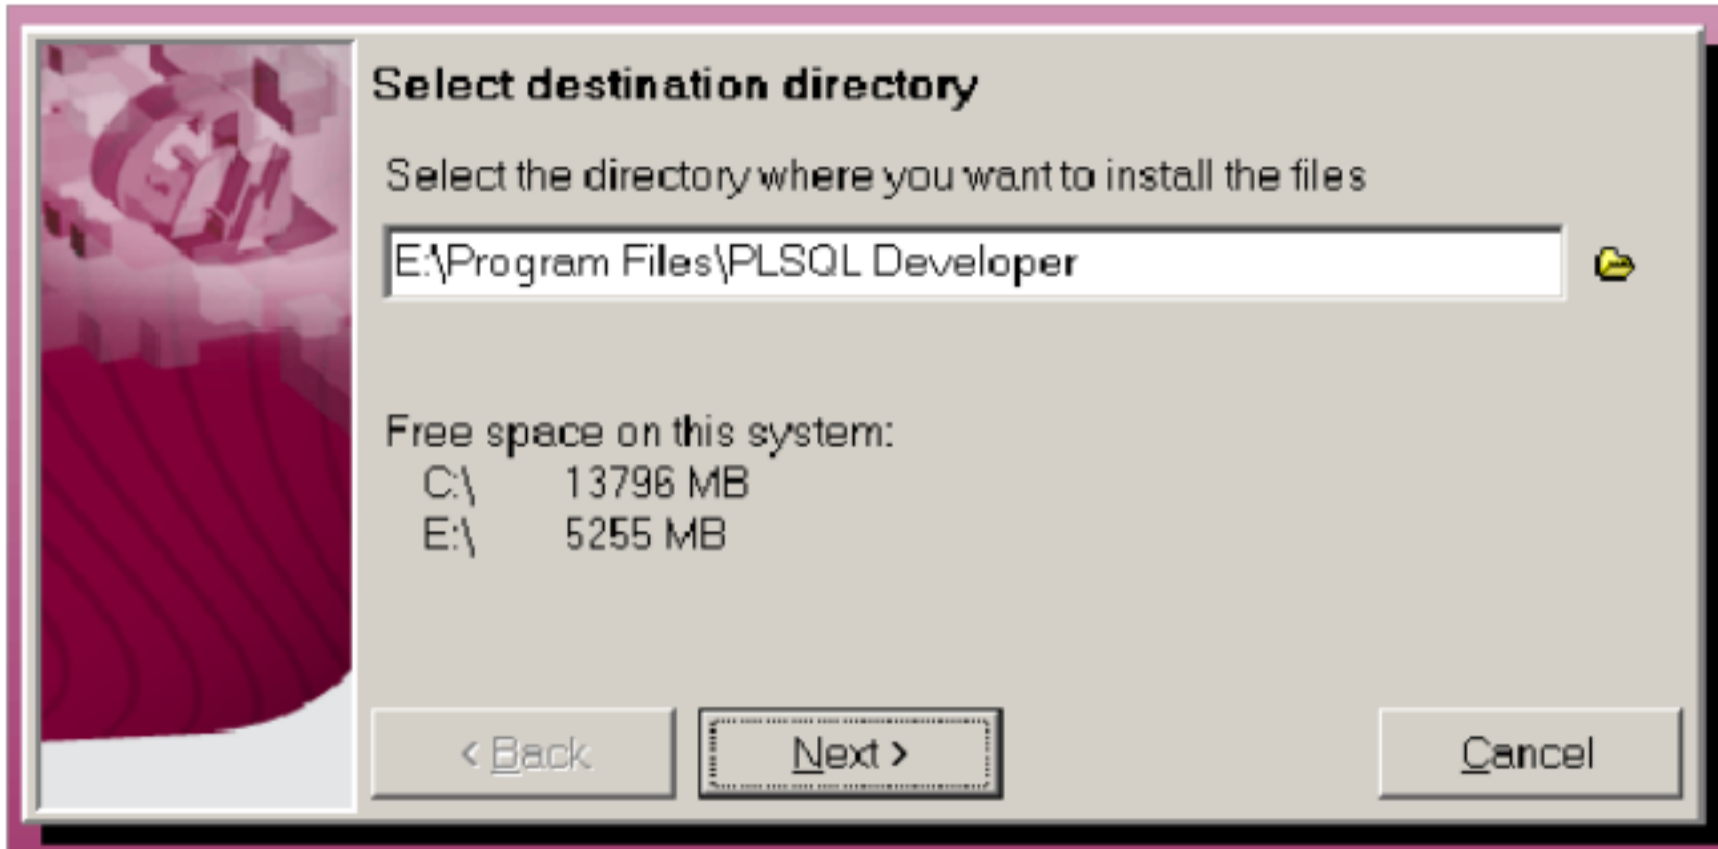 Select destination directory
Select the directory where you want to install the files
E:\Program Files\PLSQL Developer
Free space on this system:
C:\ 13796 MB
E:\ 5255 MB
< Back
Next >
Cancel